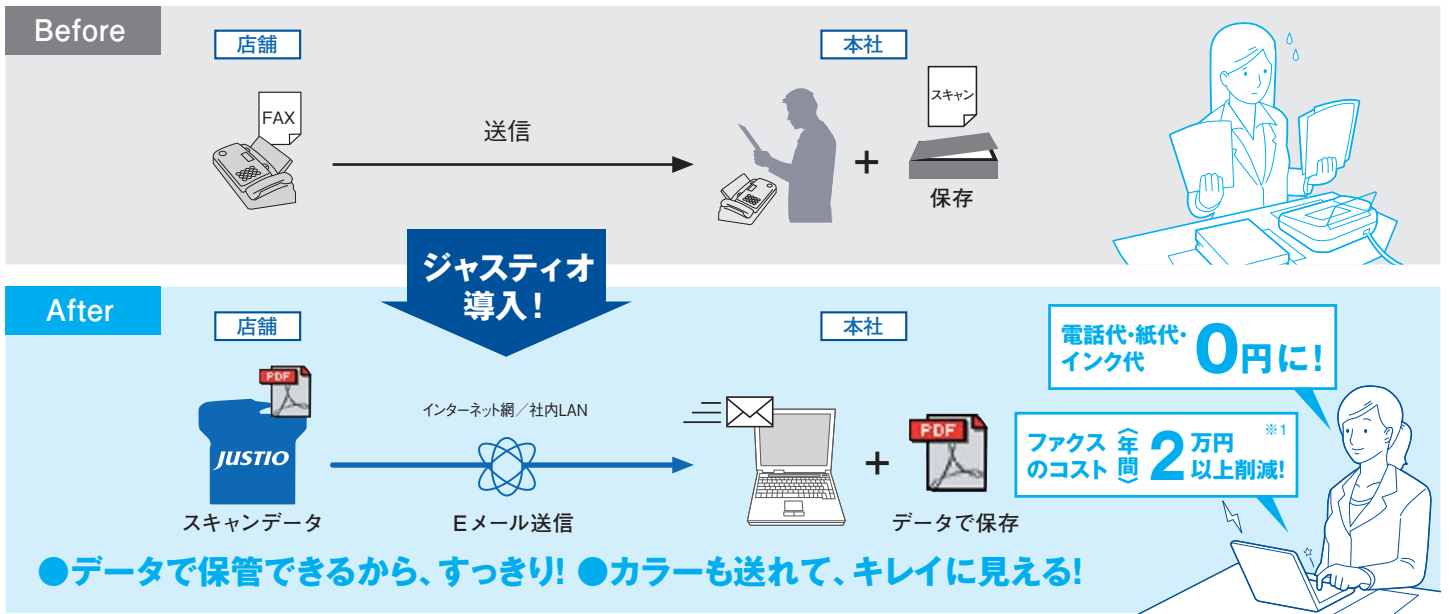 Before
店舗
FAX
送信
本社
スキャン
+
保存
ジャスティオ
導入!
After
店舗
PDF
JUSTIO
スキャンデータ
インターネット網／社内LAN
Eメール送信
本社
+
PDF
データで保存
電話代・紙代・
インク代 0円に!
ファクス
のコスト 〈年間〉 2万円以上削減! ※1
●データで保管できるから、すっきり! ●カラーも送れて、キレイに見える!